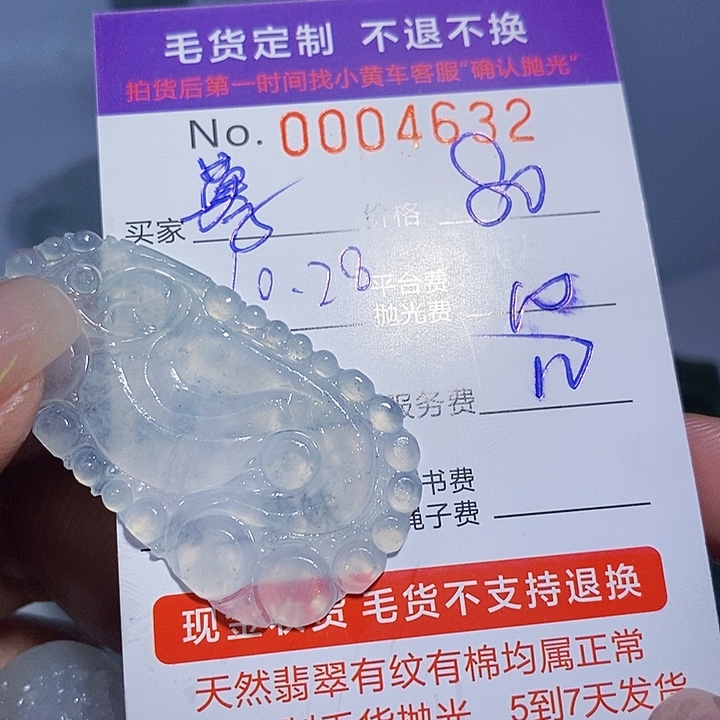 毛货定制 不退不换
拍货后第一时间找小黄车客服"确认抛光"
No. 0004632
买家 价格 80
10-28 平台费
抛光费 10
服务费
书费
绳子费
现金收货 毛货不支持退换
天然翡翠有纹有棉均属正常
货抛光 5到7天发货